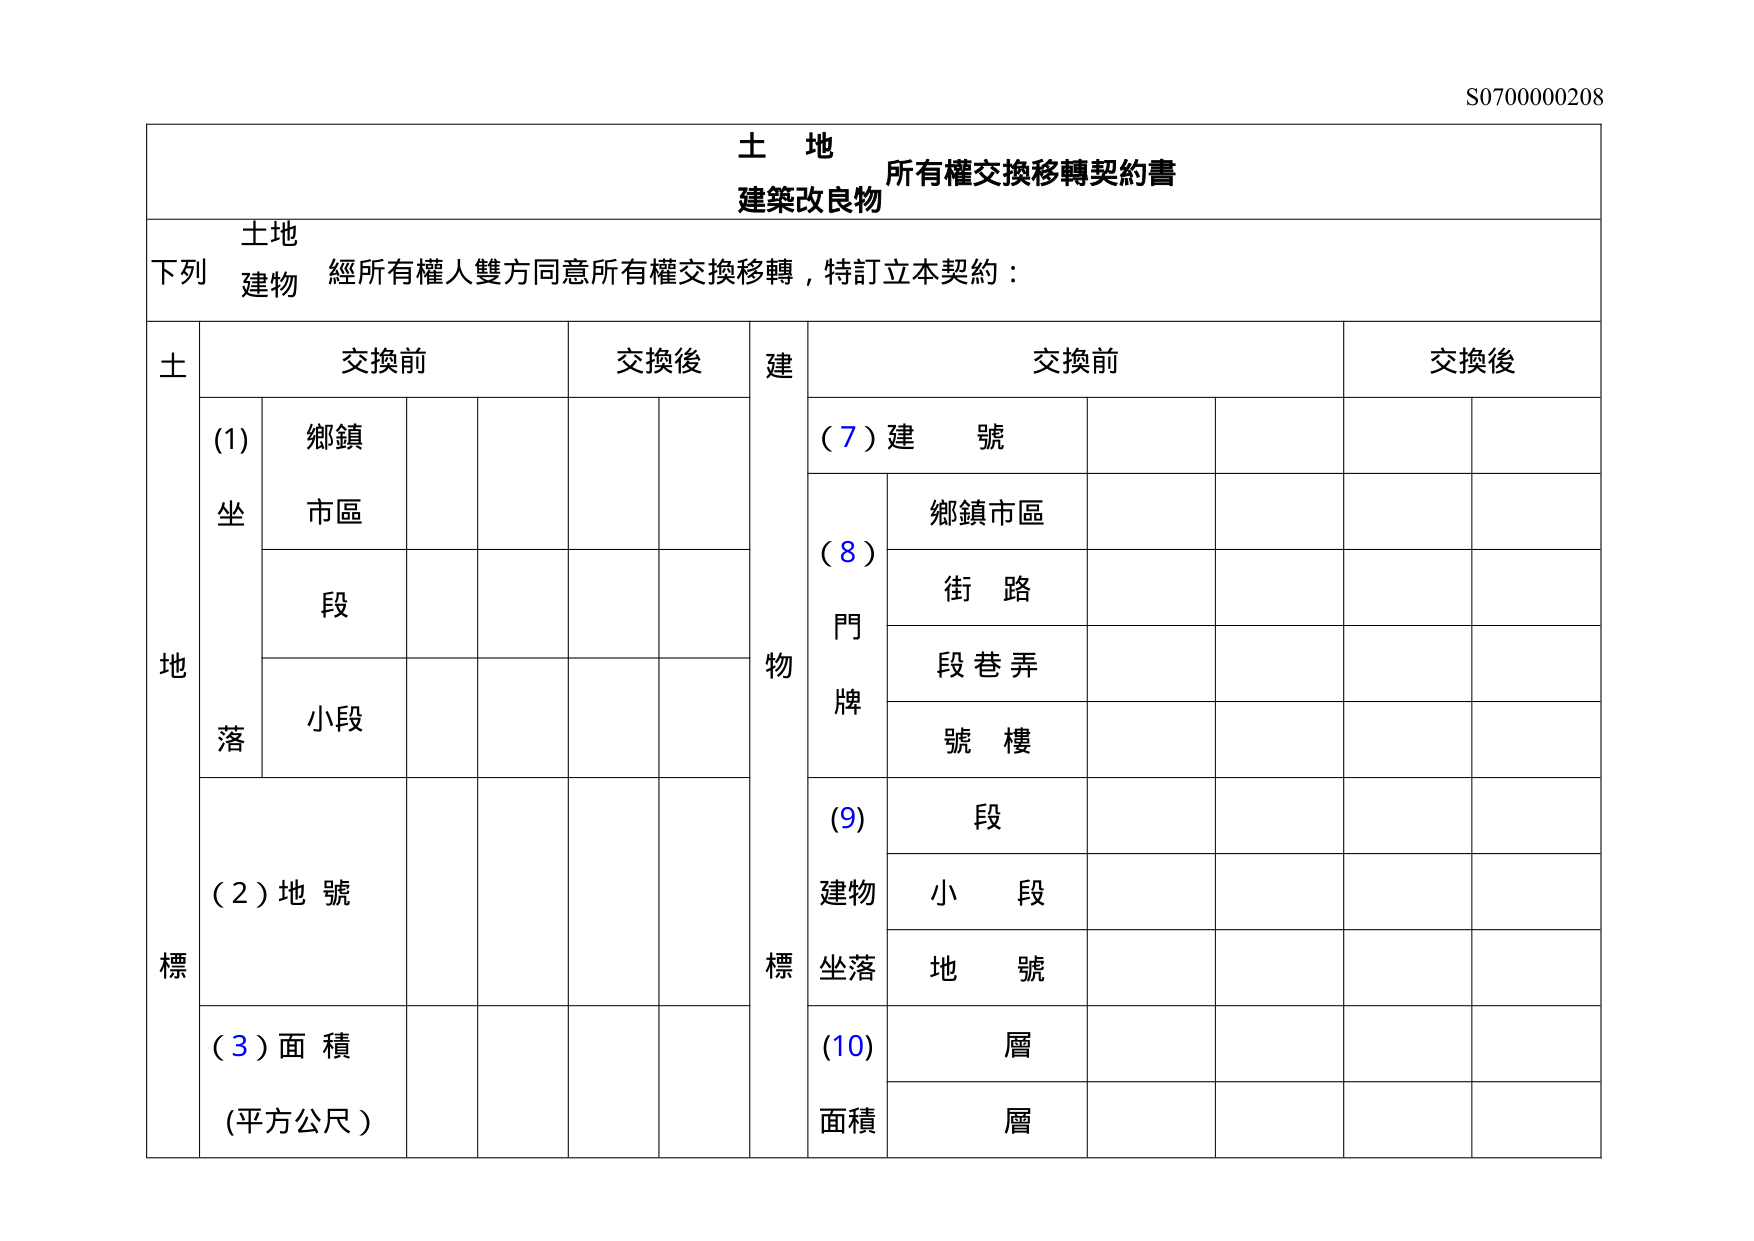 S0700000208
土 地
建築改良物
所有權交換移轉契約書
土地
下列 建物 經所有權人雙方同意所有權交換移轉,特訂立本契約:
土
地
標
交換前
交換後
(1)
坐
落
鄉鎮
市區
段
小段
(2)地 號
(3)面 積
(平方公尺)
建
物
標
交換前
交換後
(7)建 號
(8)
門
牌
鄉鎮市區
街 路
段 巷 弄
號 樓
(9)
建物
坐落
段
小 段
地 號
(10)
面積
層
層